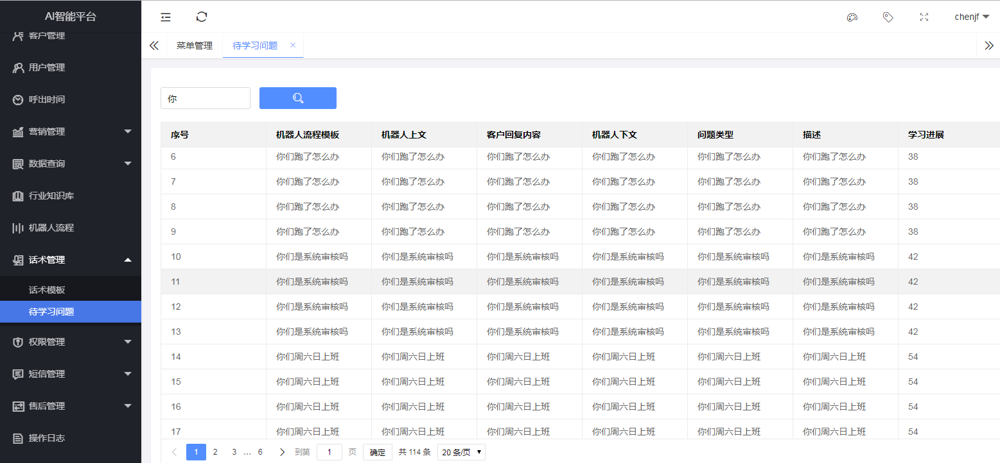 AI智能平台
客户管理
用户管理
呼出时间
营销管理
数据查询
行业知识库
机器人流程
话术管理
话术模板
待学习问题
权限管理
短信管理
售后管理
操作日志
chenjf
菜单管理 待学习问题
你
序号 机器人流程模板 机器人上文 客户回复内容 机器人下文 问题类型 描述 学习进展
6 你们跑了怎么办 你们跑了怎么办 你们跑了怎么办 你们跑了怎么办 你们跑了怎么办 你们跑了怎么办 38
7 你们跑了怎么办 你们跑了怎么办 你们跑了怎么办 你们跑了怎么办 你们跑了怎么办 你们跑了怎么办 38
8 你们跑了怎么办 你们跑了怎么办 你们跑了怎么办 你们跑了怎么办 你们跑了怎么办 你们跑了怎么办 38
9 你们跑了怎么办 你们跑了怎么办 你们跑了怎么办 你们跑了怎么办 你们跑了怎么办 你们跑了怎么办 38
10 你们是系统审核吗 你们是系统审核吗 你们是系统审核吗 你们是系统审核吗 你们是系统审核吗 你们是系统审核吗 42
11 你们是系统审核吗 你们是系统审核吗 你们是系统审核吗 你们是系统审核吗 你们是系统审核吗 你们是系统审核吗 42
12 你们是系统审核吗 你们是系统审核吗 你们是系统审核吗 你们是系统审核吗 你们是系统审核吗 你们是系统审核吗 42
13 你们是系统审核吗 你们是系统审核吗 你们是系统审核吗 你们是系统审核吗 你们是系统审核吗 你们是系统审核吗 42
14 你们周六日上班 你们周六日上班 你们周六日上班 你们周六日上班 你们周六日上班 你们周六日上班 54
15 你们周六日上班 你们周六日上班 你们周六日上班 你们周六日上班 你们周六日上班 你们周六日上班 54
16 你们周六日上班 你们周六日上班 你们周六日上班 你们周六日上班 你们周六日上班 你们周六日上班 54
17 你们周六日上班 你们周六日上班 你们周六日上班 你们周六日上班 你们周六日上班 你们周六日上班 54
1 2 3 … 6 到第 1 页 确定 共 114 条 20 条/页